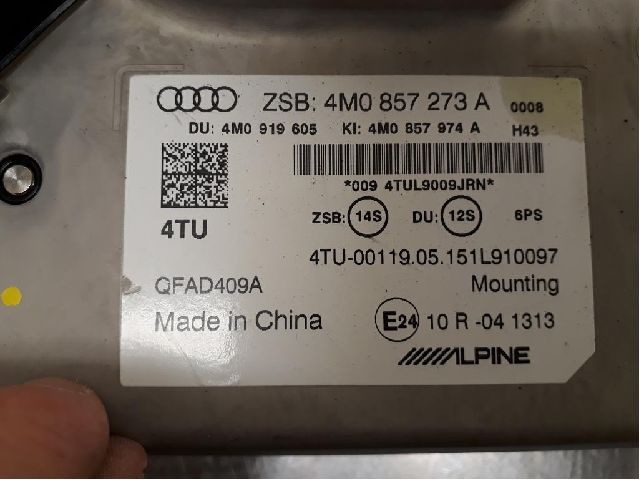 ZSB: 4M0 857 273 A 0008
DU: 4M0 919 605 KI: 4M0 857 974 A H43
*009 4TUL9009JRN*
4TU ZSB: 14S DU: 12S 6PS
4TU-00119.05.151L910097
QFAD409A Mounting
Made in China E24 10 R -04 1313
ALPINE